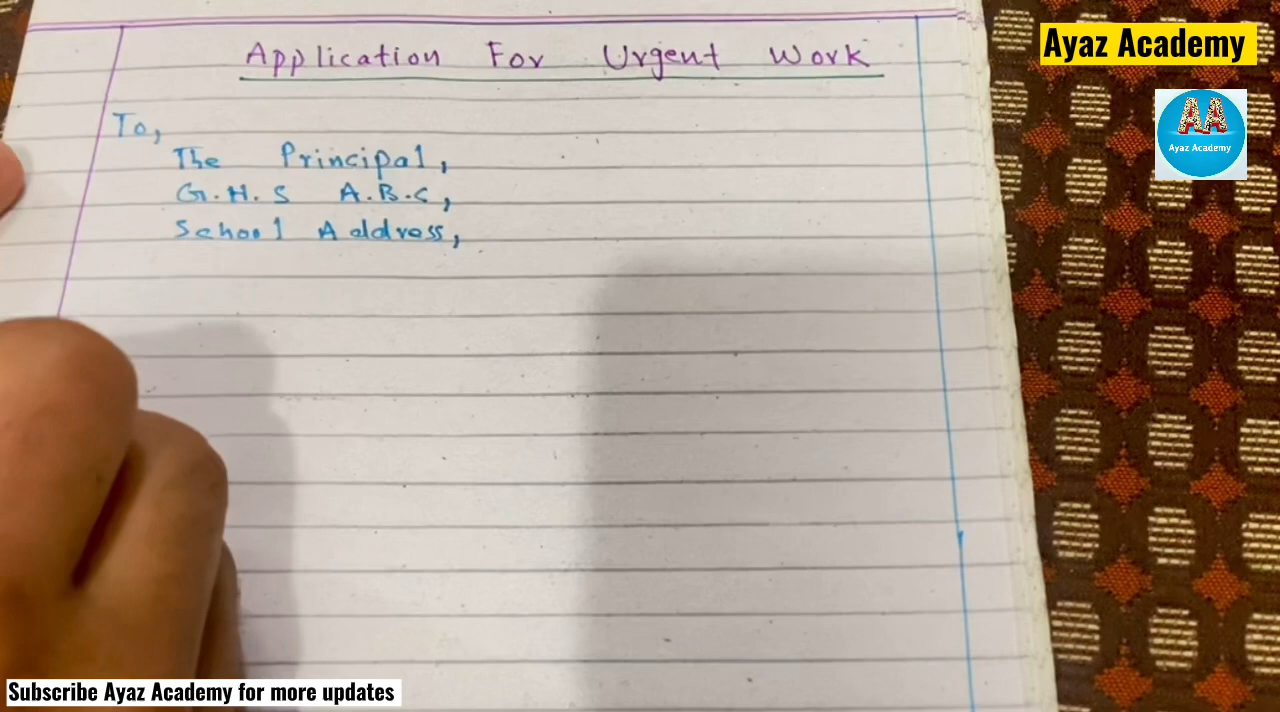 Application For Urgent Work
To,
The Principal,
G.H.S A.B.C,
School Address,
Ayaz Academy
AA
Ayaz Academy
Subscribe Ayaz Academy for more updates